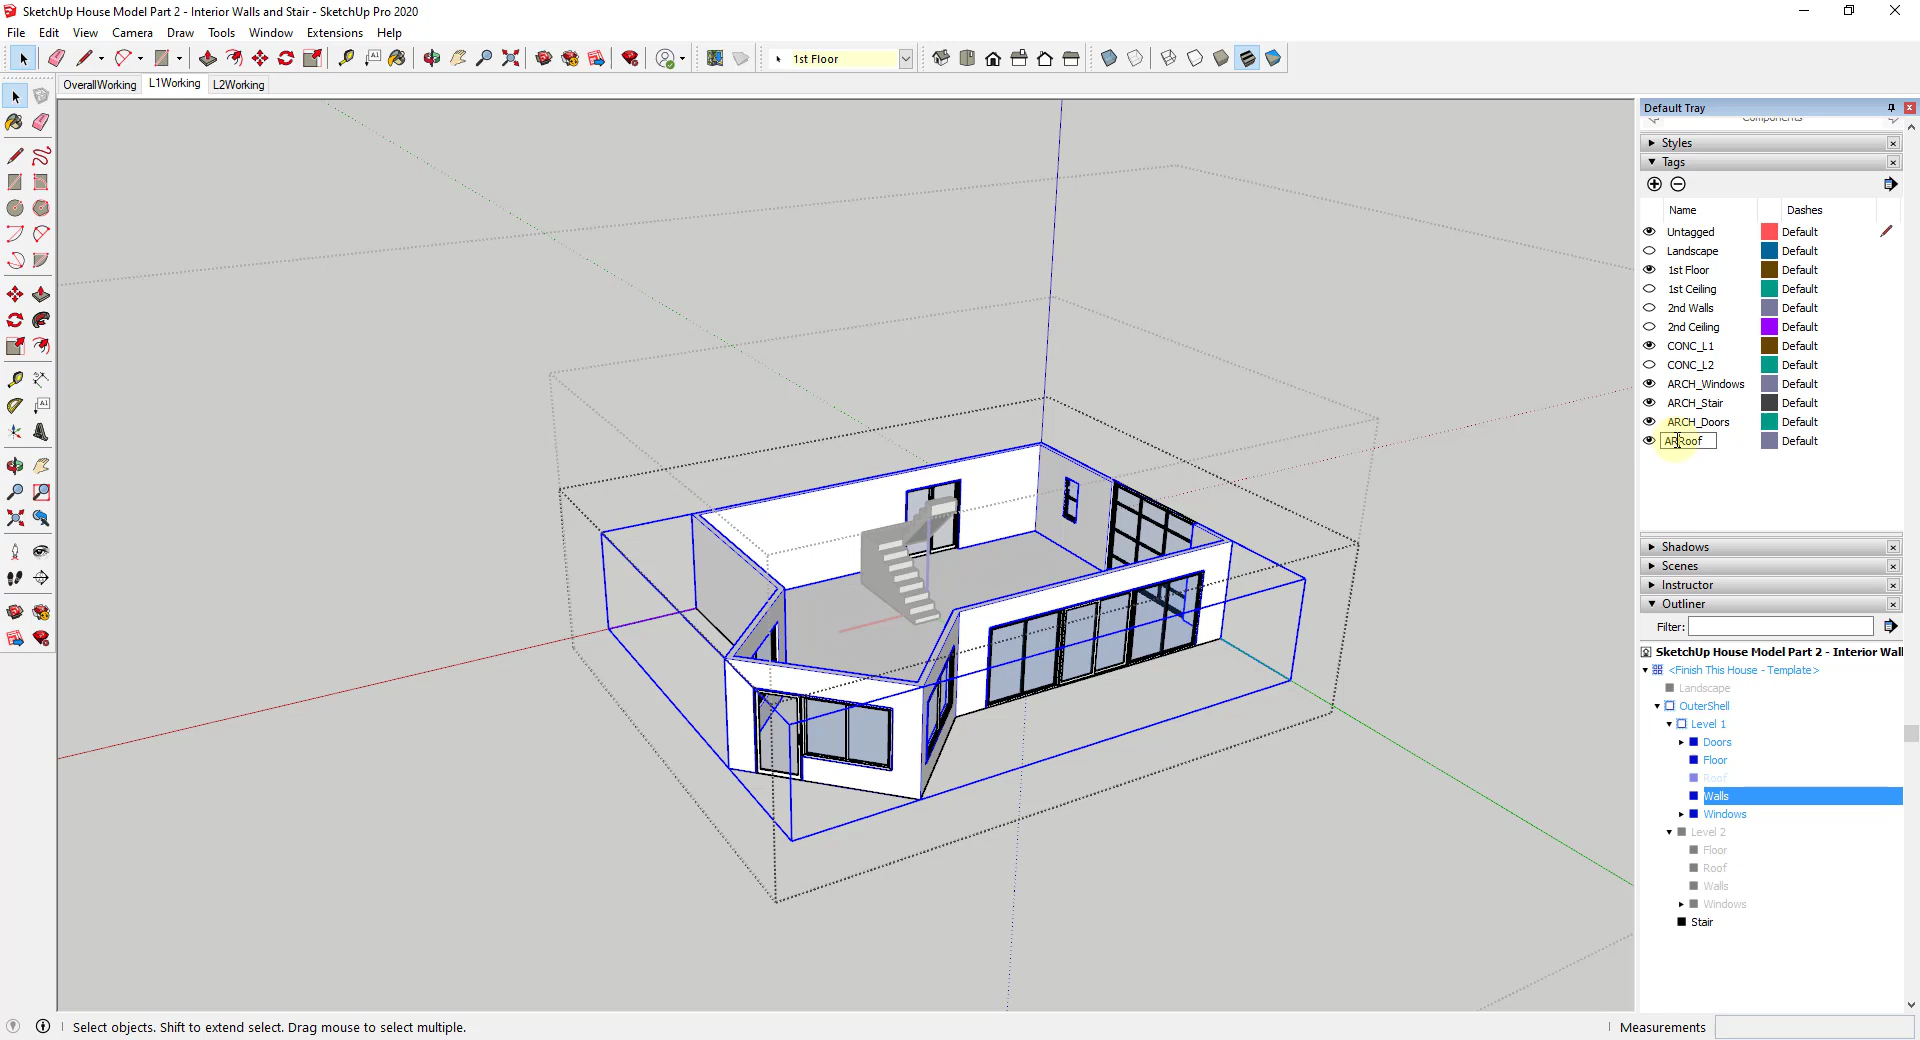 SketchUp House Model Part 2 - Interior Walls and Stair - SketchUp Pro 2020
File Edit View Camera Draw Tools Window Extensions Help
1st Floor
OverallWorking L1Working L2Working
Default Tray
Components
Styles
Tags
Name Dashes
Untagged Default
Landscape Default
1st Floor Default
1st Ceiling Default
2nd Walls Default
2nd Ceiling Default
CONC_L1 Default
CONC_L2 Default
ARCH_Windows Default
ARCH_Stair Default
ARCH_Doors Default
ARRoof Default
Shadows
Scenes
Instructor
Outliner
Filter:
SketchUp House Model Part 2 - Interior Wall
<Finish This House - Template>
Landscape
OuterShell
Level 1
Doors
Floor
Roof
Walls
Windows
Level 2
Floor
Roof
Walls
Windows
Stair
Select objects. Shift to extend select. Drag mouse to select multiple.
Measurements